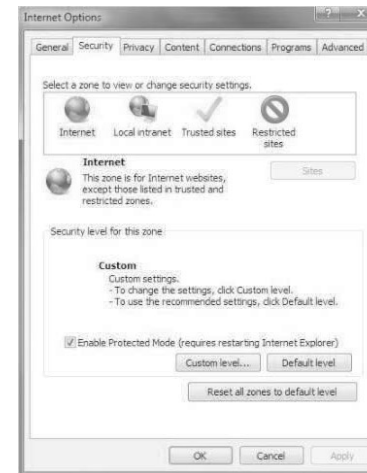 Internet Options
General Security Privacy Content Connections Programs Advanced
Select a zone to view or change security settings.
Internet Local intranet Trusted sites Restricted sites
Internet
This zone is for Internet websites,
except those listed in trusted and
restricted zones.
Sites
Security level for this zone
Custom
Custom settings.
- To change the settings, click Custom level.
- To use the recommended settings, click Default level.
Enable Protected Mode (requires restarting Internet Explorer)
Custom level... Default level
Reset all zones to default level
OK Cancel Apply